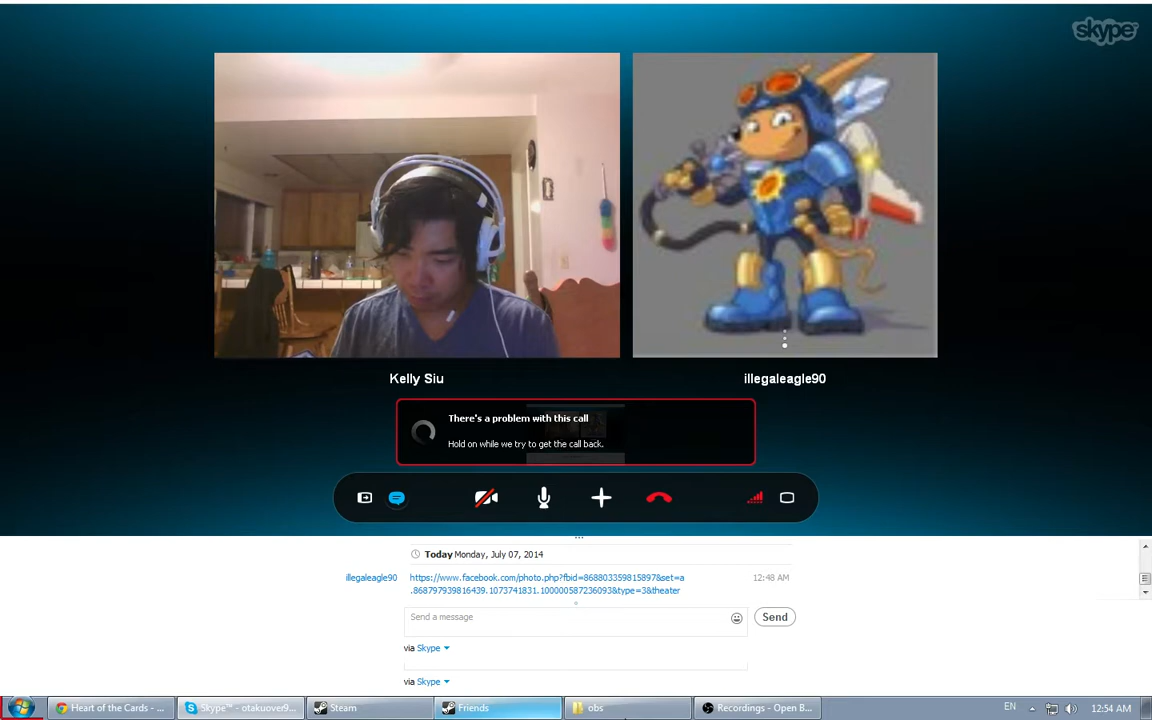 skype
Kelly Siu
illegaleagle90
There's a problem with this call
Hold on while we try to get the call back.
Today Monday, July 07, 2014
illegaleagle90
https://www.facebook.com/photo.php?fbid=868803359815897&set=a
.868797939816439.1073741831.100000587236093&type=3&theater
12:48 AM
Send a message
Send
via Skype
via Skype
Heart of the Cards - ...
Skype™ - otakuover9...
Steam
Friends
obs
Recordings - Open B...
EN
12:54 AM